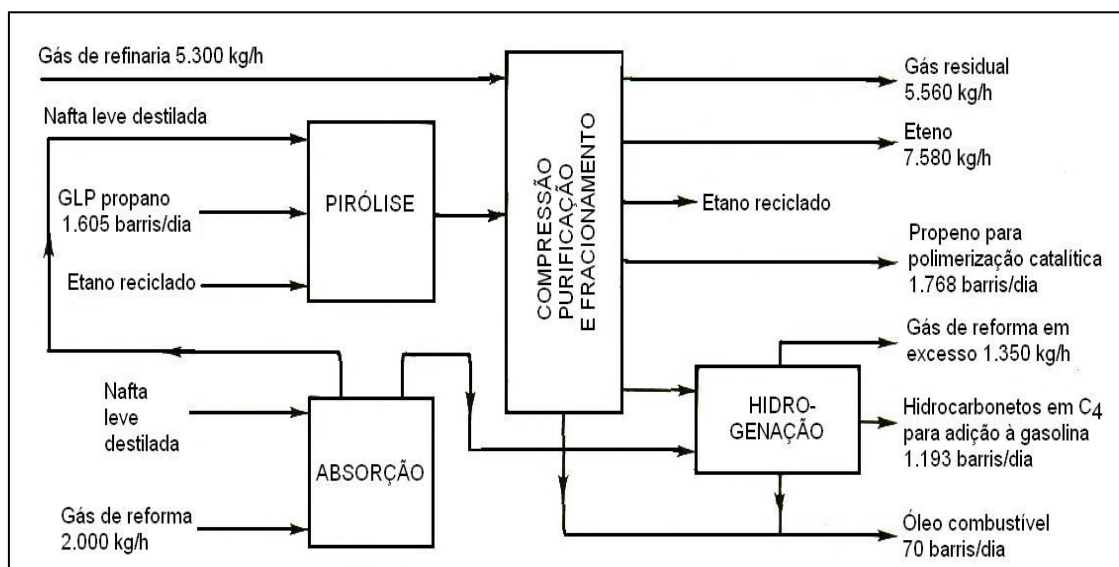 Gás de refinaria 5.300 kg/h
Nafta leve destilada
GLP propano
1.605 barris/dia
Etano reciclado
PIRÓLISE
Nafta
leve
destilada
Gás de reforma
2.000 kg/h
ABSORÇÃO
COMPRESSÃO
PURIFICAÇÃO
E FRACIONAMENTO
HIDRO-
GENAÇÃO
Gás residual
5.560 kg/h
Eteno
7.580 kg/h
Etano reciclado
Propeno para
polimerização catalítica
1.768 barris/dia
Gás de reforma em
excesso 1.350 kg/h
Hidrocarbonetos em C4
para adição à gasolina
1.193 barris/dia
Óleo combustível
70 barris/dia